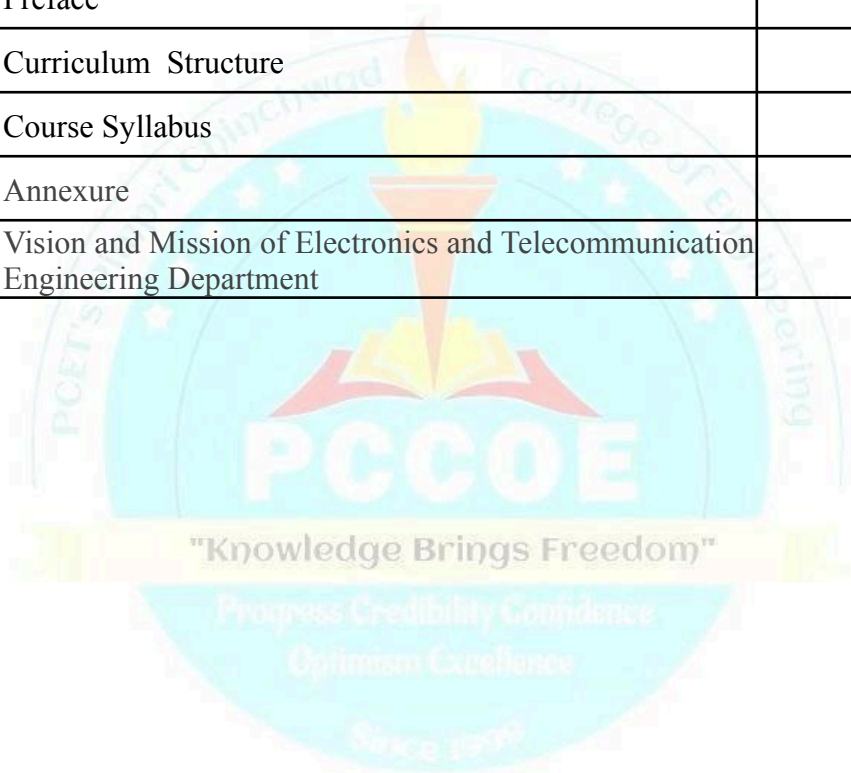 Preface
Curriculum Structure
Course Syllabus
Annexure
Vision and Mission of Electronics and Telecommunication
Engineering Department
PCET's Pimpri Chinchwad College of Engineering
PCCOE
"Knowledge Brings Freedom"
Progress Credibility Confidence
Optimism Excellence
Since 1999